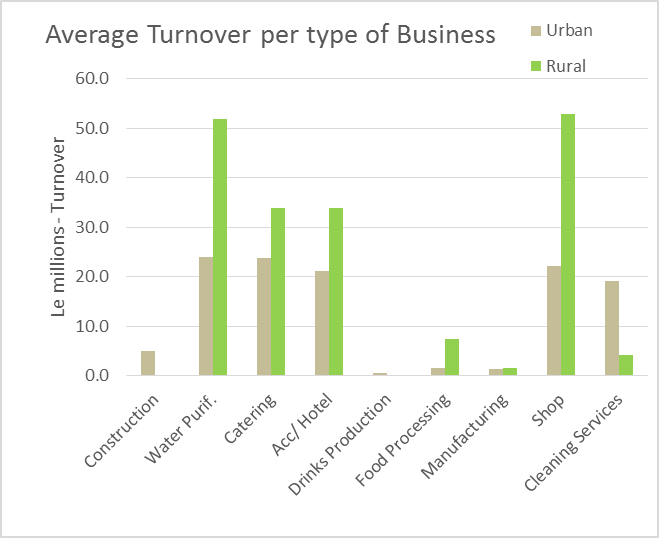 Average Turnover per type of Business
Urban
Rural
Le millions - Turnover
60.0
50.0
40.0
30.0
20.0
10.0
0.0
Construction
Water Purif.
Catering
Acc/ Hotel
Drinks Production
Food Processing
Manufacturing
Shop
Cleaning Services